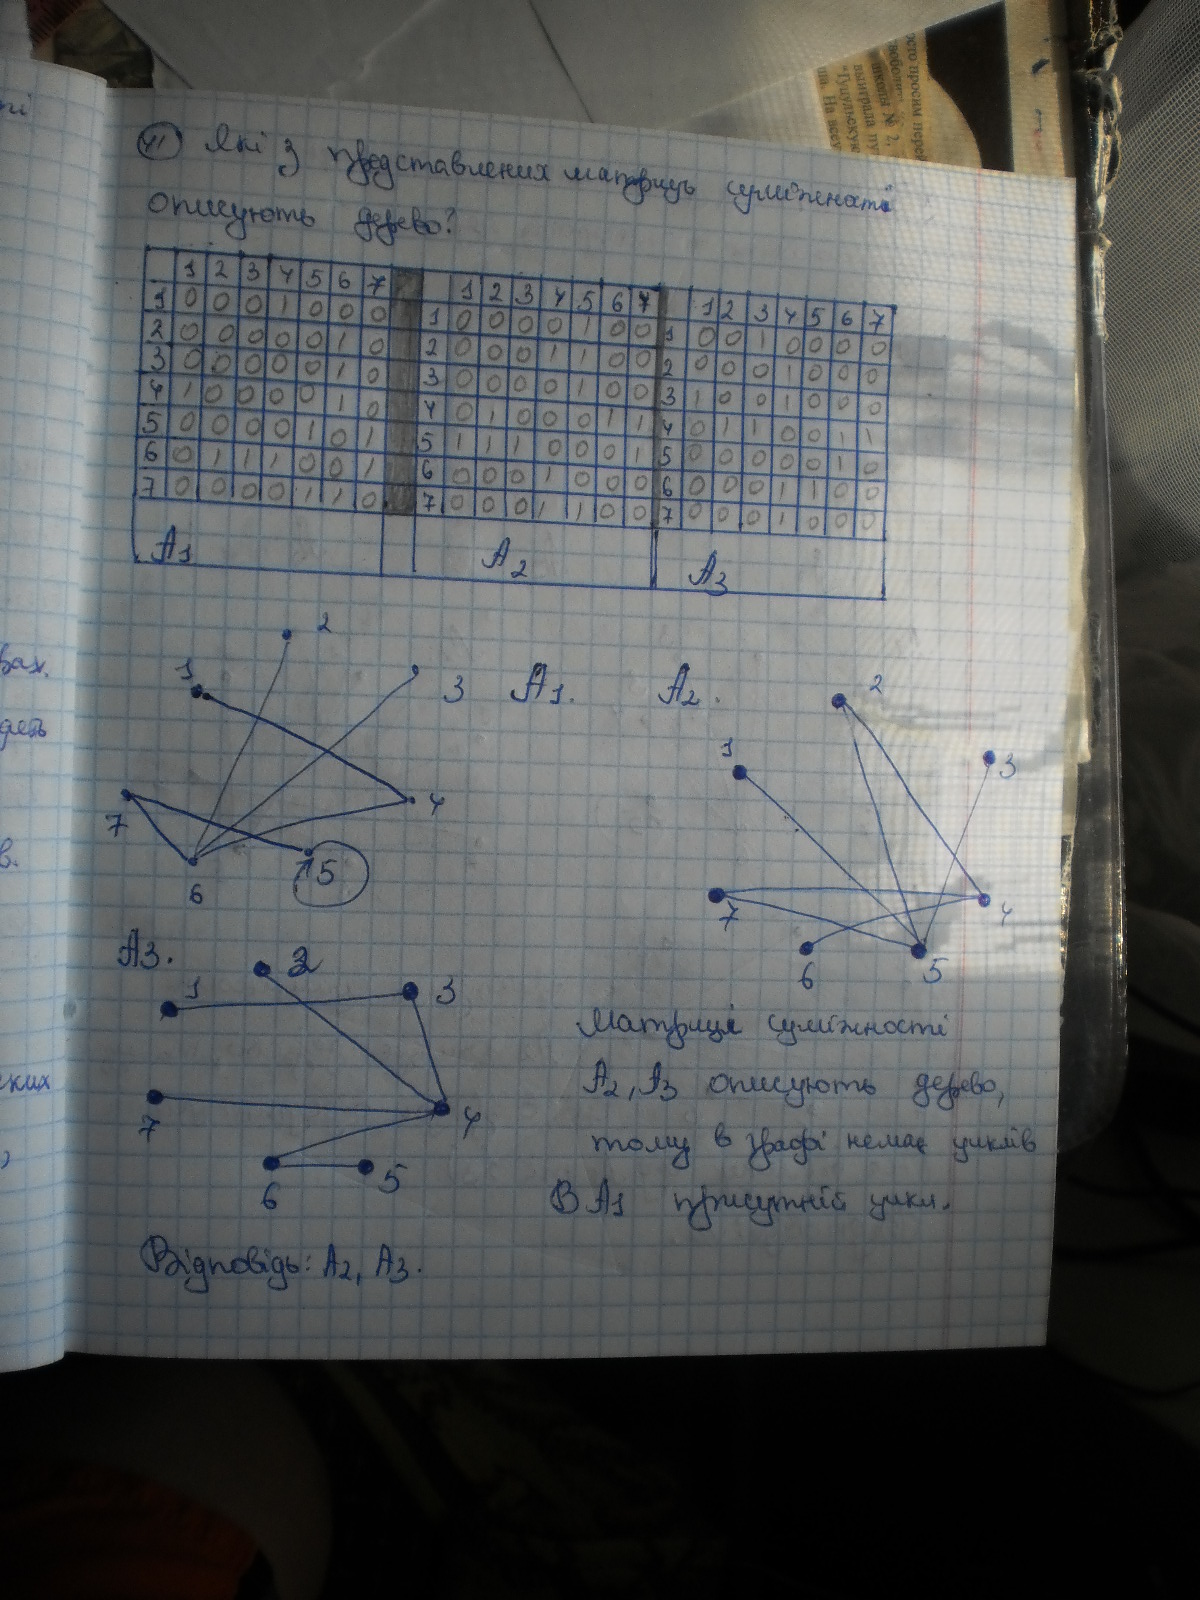 41 Які з представлених матриць суміжності
описують дерево?
1 2 3 4 5 6 7 1 2 3 4 5 6 7 1 2 3 4 5 6 7
1 0 0 0 1 0 0 0 1 0 0 0 0 1 0 0 1 0 0 1 0 0 0 0
2 0 0 0 0 0 1 0 2 0 0 0 1 1 0 0 2 0 0 0 1 0 0 0
3 0 0 0 0 0 1 0 3 0 0 0 0 1 0 0 3 1 0 0 1 0 0 0
4 1 0 0 0 0 1 0 4 0 1 0 0 0 1 1 4 0 1 1 0 0 1 1
5 0 0 0 0 1 0 1 5 1 1 1 0 0 0 1 5 0 0 0 0 0 1 0
6 0 1 1 1 0 0 1 6 0 0 0 1 0 0 0 6 0 0 0 1 1 0 0
7 0 0 0 0 1 1 0 7 0 0 0 1 1 0 0 7 0 0 0 1 0 0 0
A1 A2 A3
2
1
3 A1. A2.
4
7
5
6
2
1
3
7
4
6
5
A3.
2
1
3
7
4
6
5
Матриці суміжності
A2, A3 описують дерево,
тому в графі немає циклів
В A1 присутній цикл.
Відповідь: A2, A3.